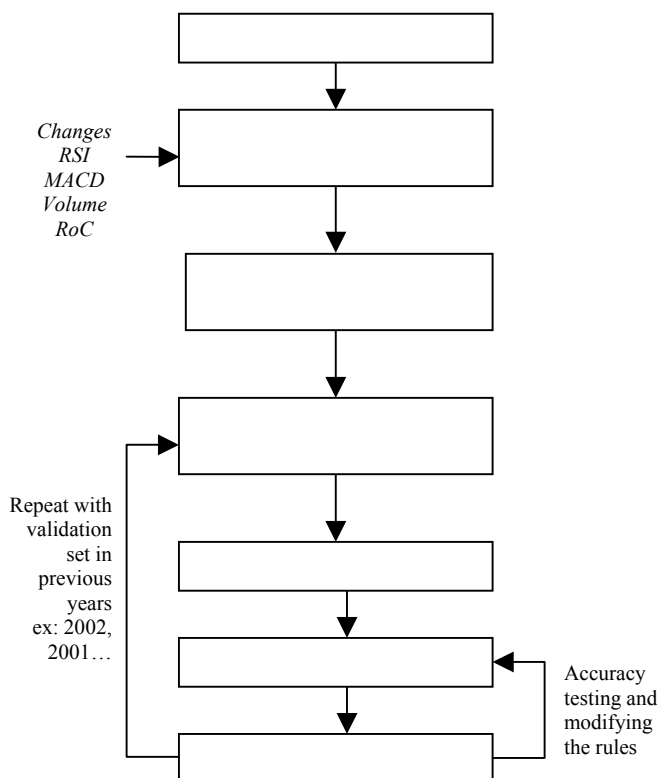 Changes
RSI
MACD
Volume
RoC
Repeat with
validation
set in
previous
years
ex: 2002,
2001…
Accuracy
testing and
modifying
the rules